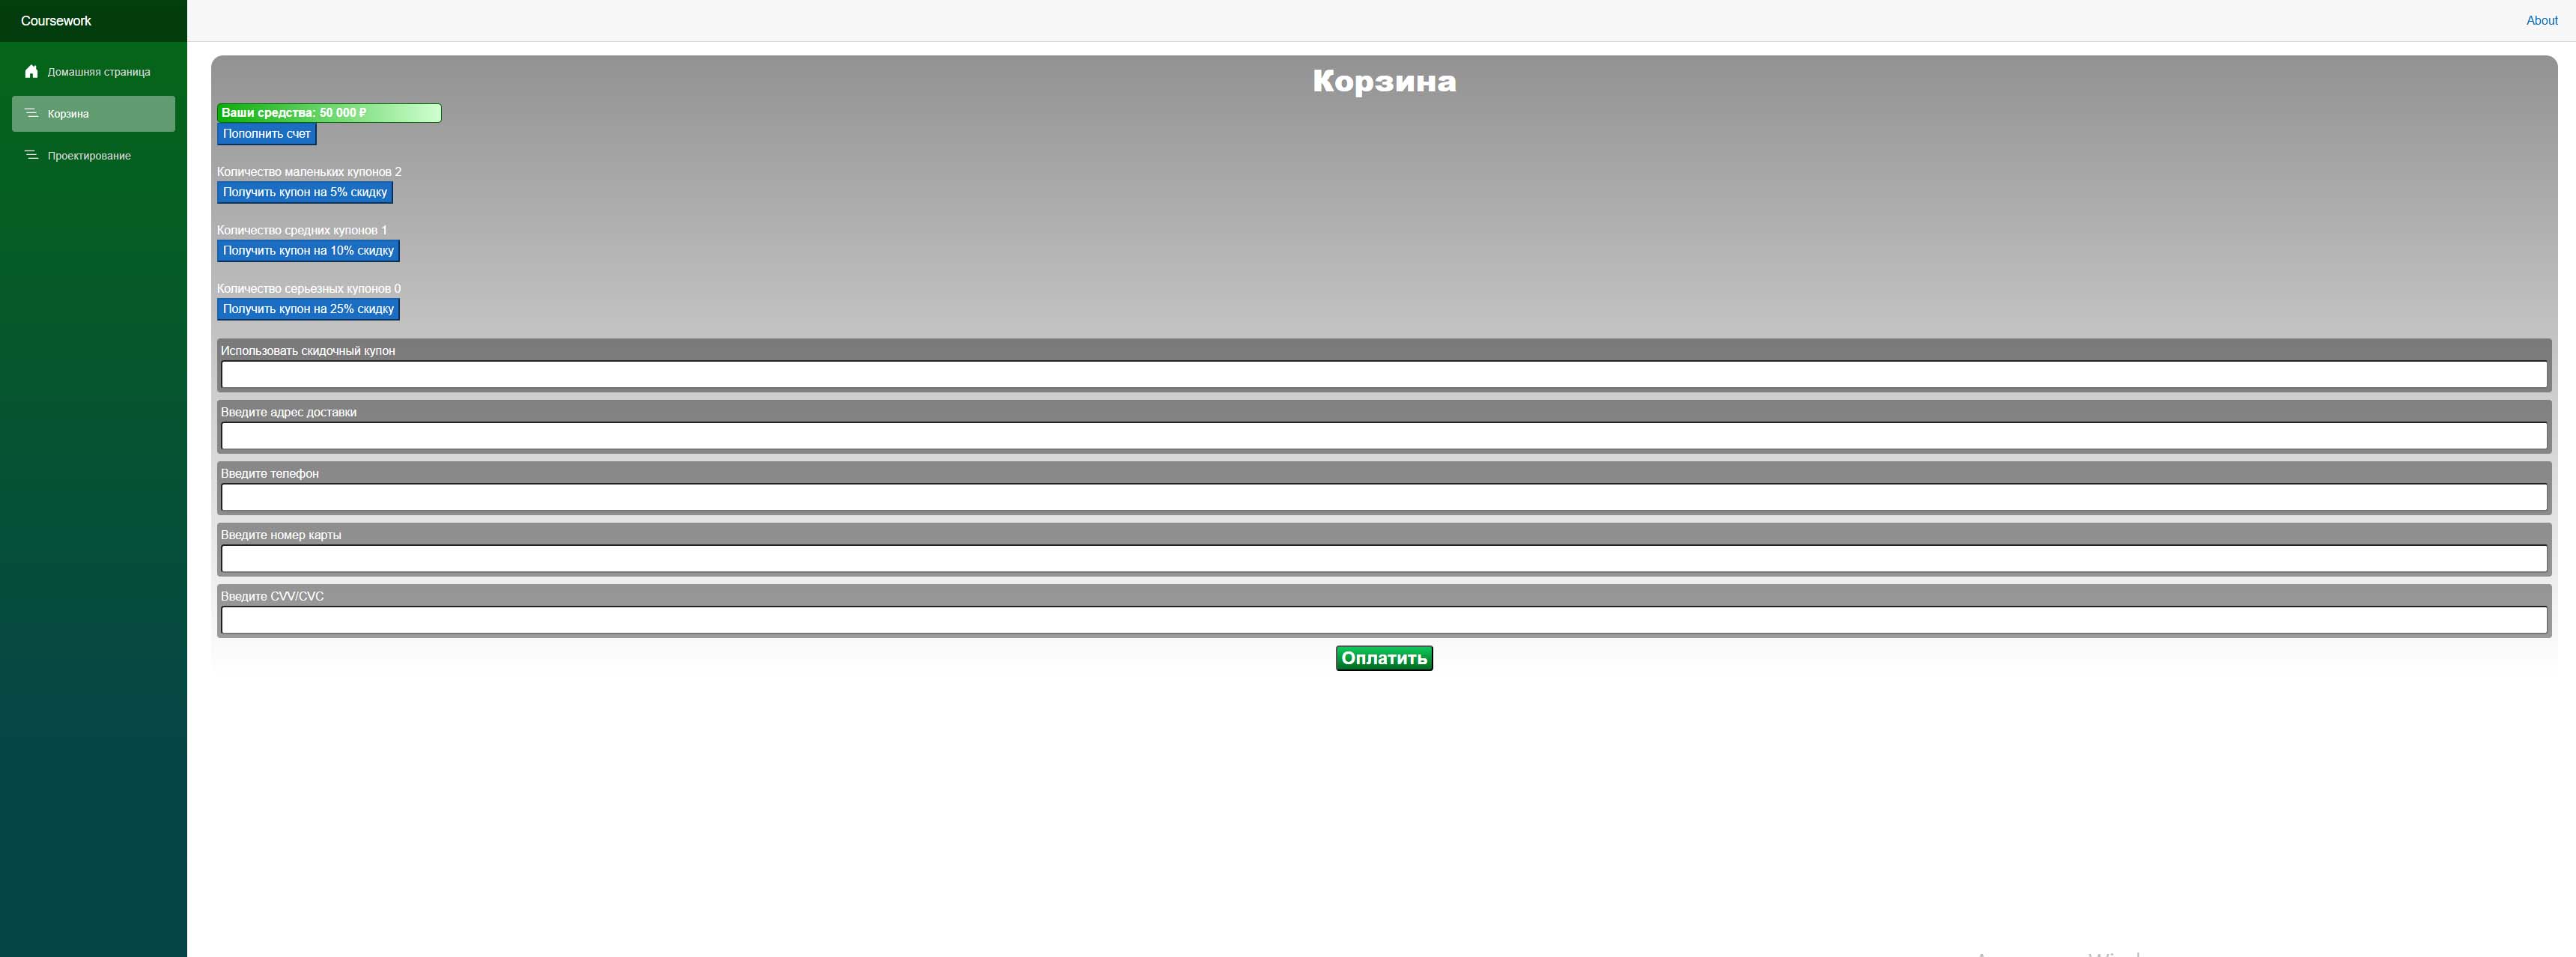 Coursework
About
Домашняя страница
Корзина
Проектирование
Корзина
Ваши средства: 50 000 ₽
Пополнить счет
Количество маленьких купонов 2
Получить купон на 5% скидку
Количество средних купонов 1
Получить купон на 10% скидку
Количество серьезных купонов 0
Получить купон на 25% скидку
Использовать скидочный купон
Введите адрес доставки
Введите телефон
Введите номер карты
Введите CVV/CVC
Оплатить